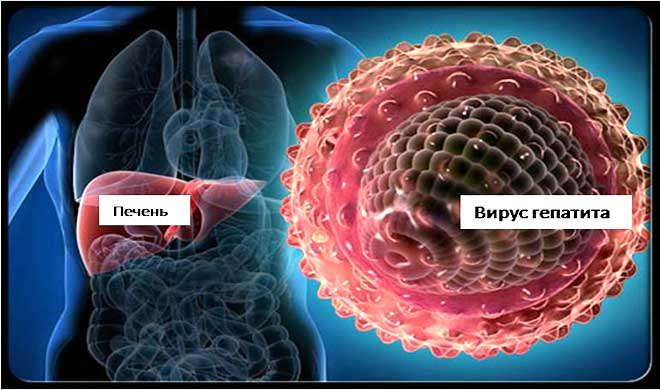 Печень
Вирус гепатита